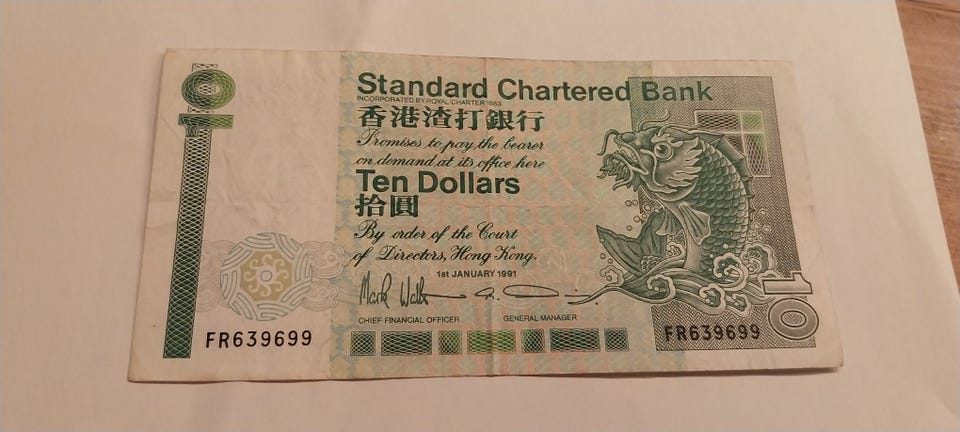 Standard Chartered Bank
INCORPORATED BY ROYAL CHARTER 1853
香港渣打銀行
Promises to pay the bearer
on demand at its office here
Ten Dollars
拾圓
By order of the Court
of Directors, Hong Kong.
1st JANUARY 1991
CHIEF FINANCIAL OFFICER GENERAL MANAGER
FR639699
FR639699
10
10